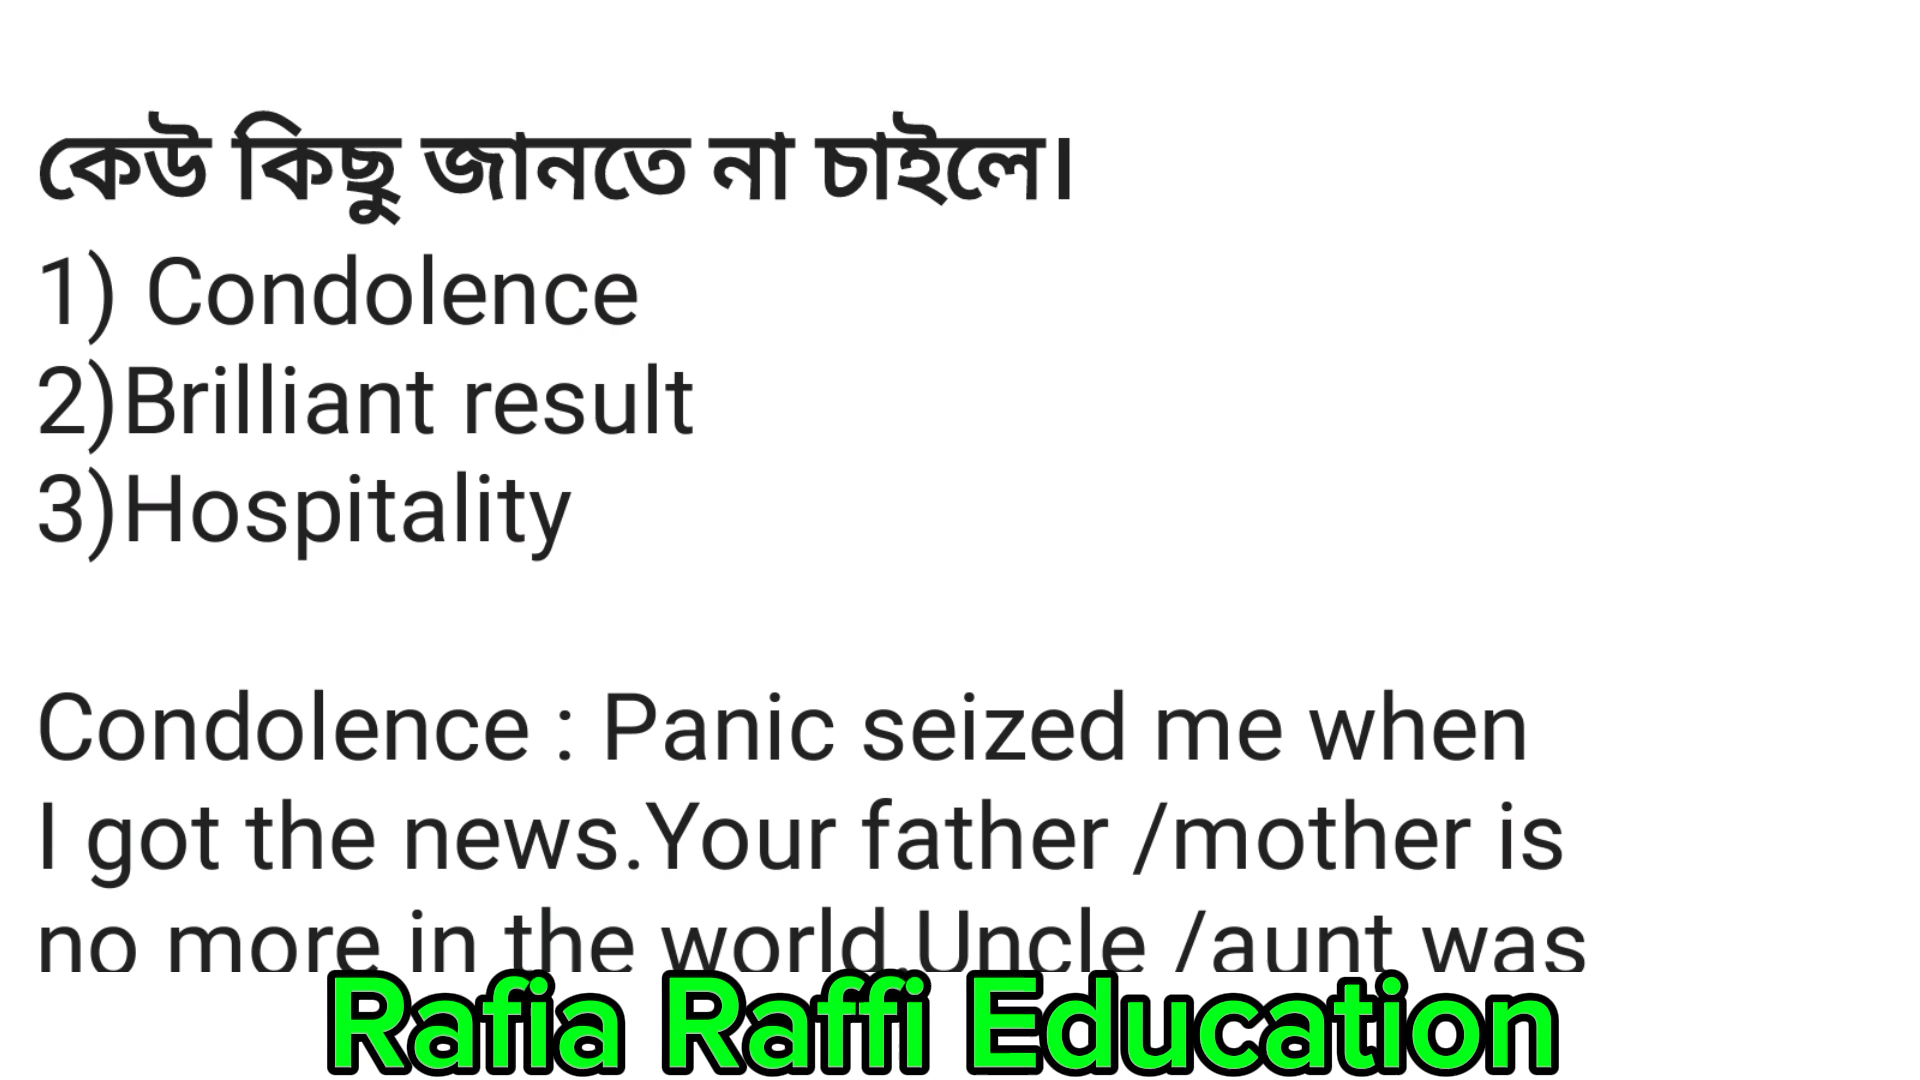 কেউ কিছু জানতে না চাইলে।
1) Condolence
2)Brilliant result
3)Hospitality
Condolence : Panic seized me when
I got the news.Your father /mother is
no more in the world.Uncle /aunt was
Rafia Raffi Education